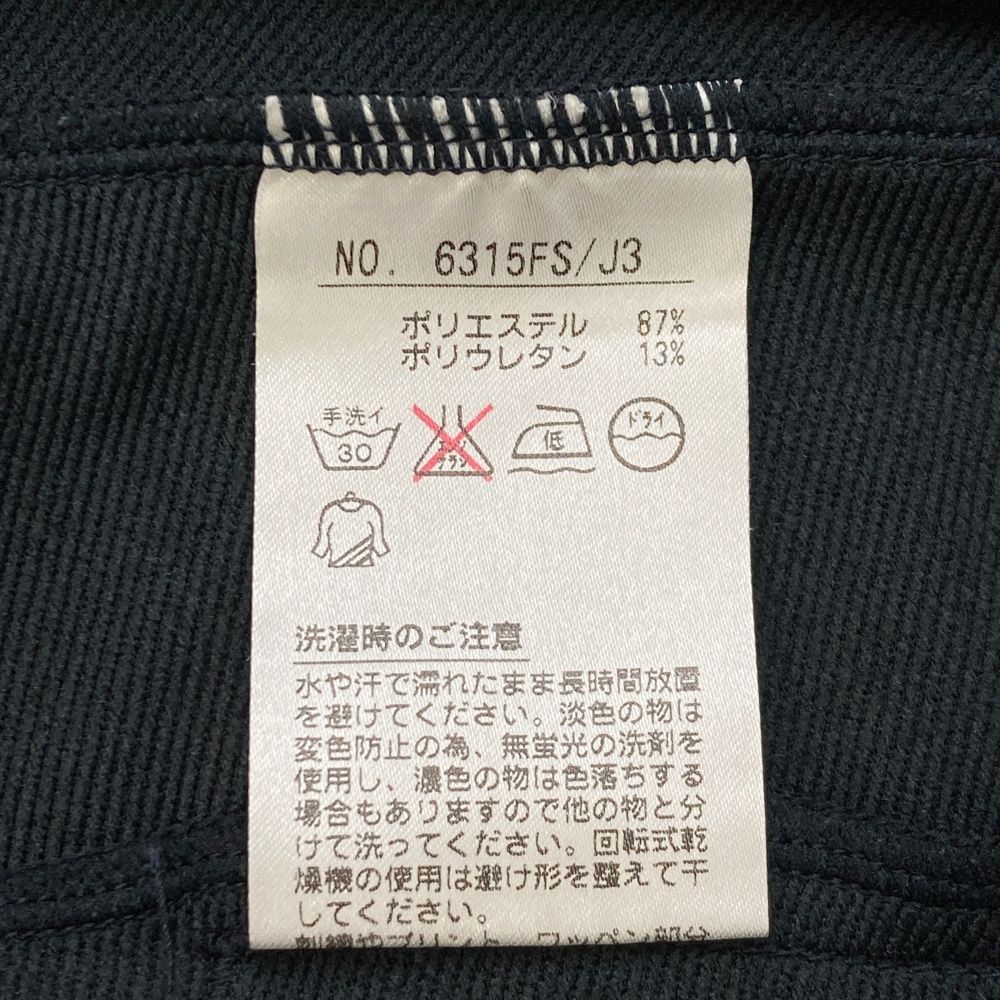 NO. 6315FS/J3
ポリエステル 87%
ポリウレタン 13%
手洗イ
30
エンソ
サラシ
低
ドライ
洗濯時のご注意
水や汗で濡れたまま長時間放置
を避けてください。淡色の物は
変色防止の為、無蛍光の洗剤を
使用し、濃色の物は色落ちする
場合もありますので他の物と分
けて洗ってください。回転式乾
燥機の使用は避け形を整えて干
してください。